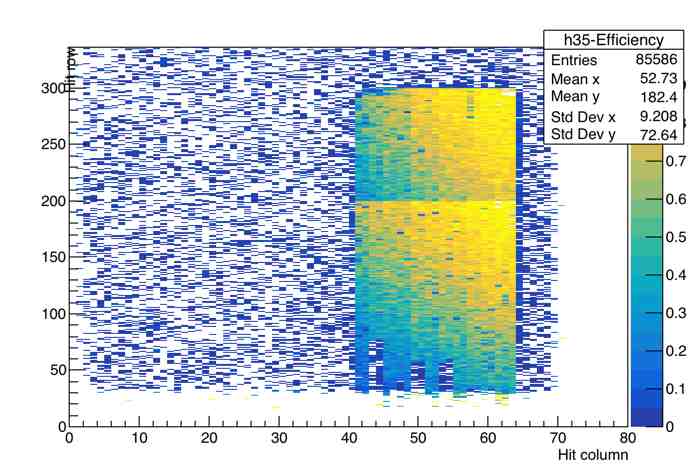 h35-Efficiency
Entries 85586
Mean x 52.73
Mean y 182.4
Std Dev x 9.208
Std Dev y 72.64
Hit row
300
250
200
150
100
50
0
0 10 20 30 40 50 60 70 80
Hit column
0.7
0.6
0.5
0.4
0.3
0.2
0.1
0